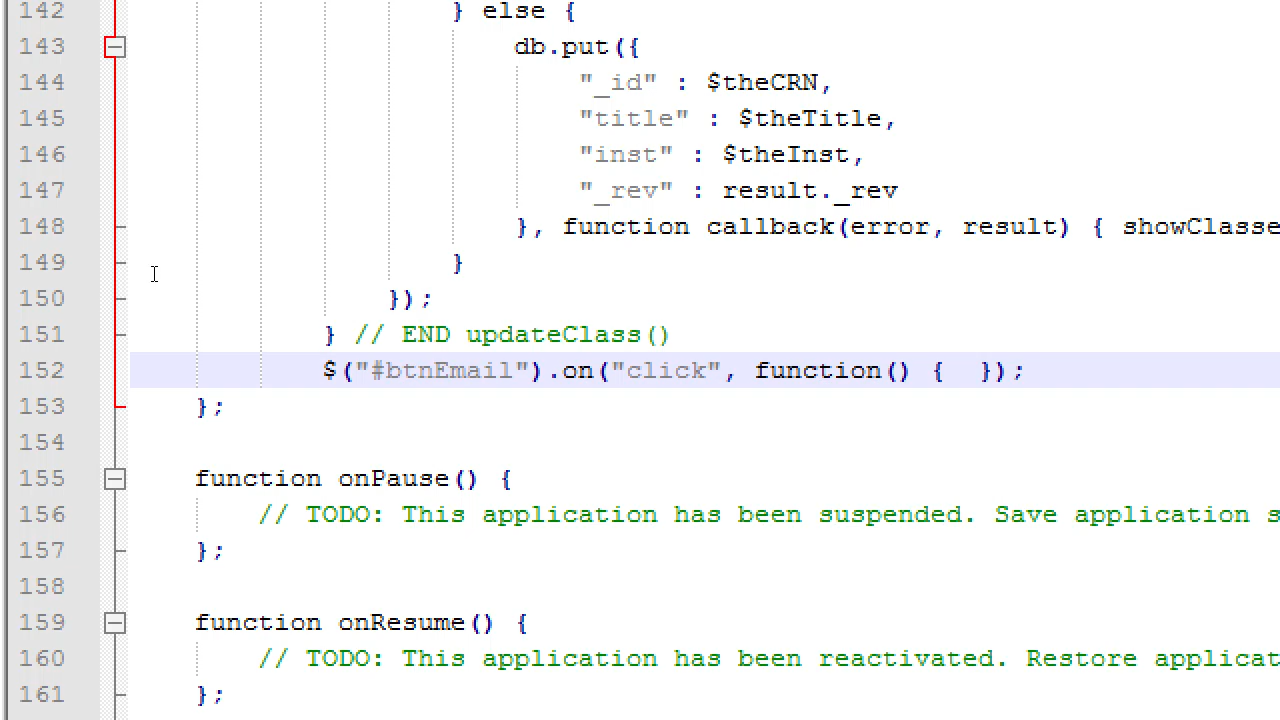 142 } else {
143 db.put({
144 "_id" : $theCRN,
145 "title" : $theTitle,
146 "inst" : $theInst,
147 "_rev" : result._rev
148 }, function callback(error, result) { showClasse
149 }
150 });
151 } // END updateClass()
152 $("#btnEmail").on("click", function() {  });
153 };
154
155 function onPause() {
156 // TODO: This application has been suspended. Save application s
157 };
158
159 function onResume() {
160 // TODO: This application has been reactivated. Restore applicat
161 };